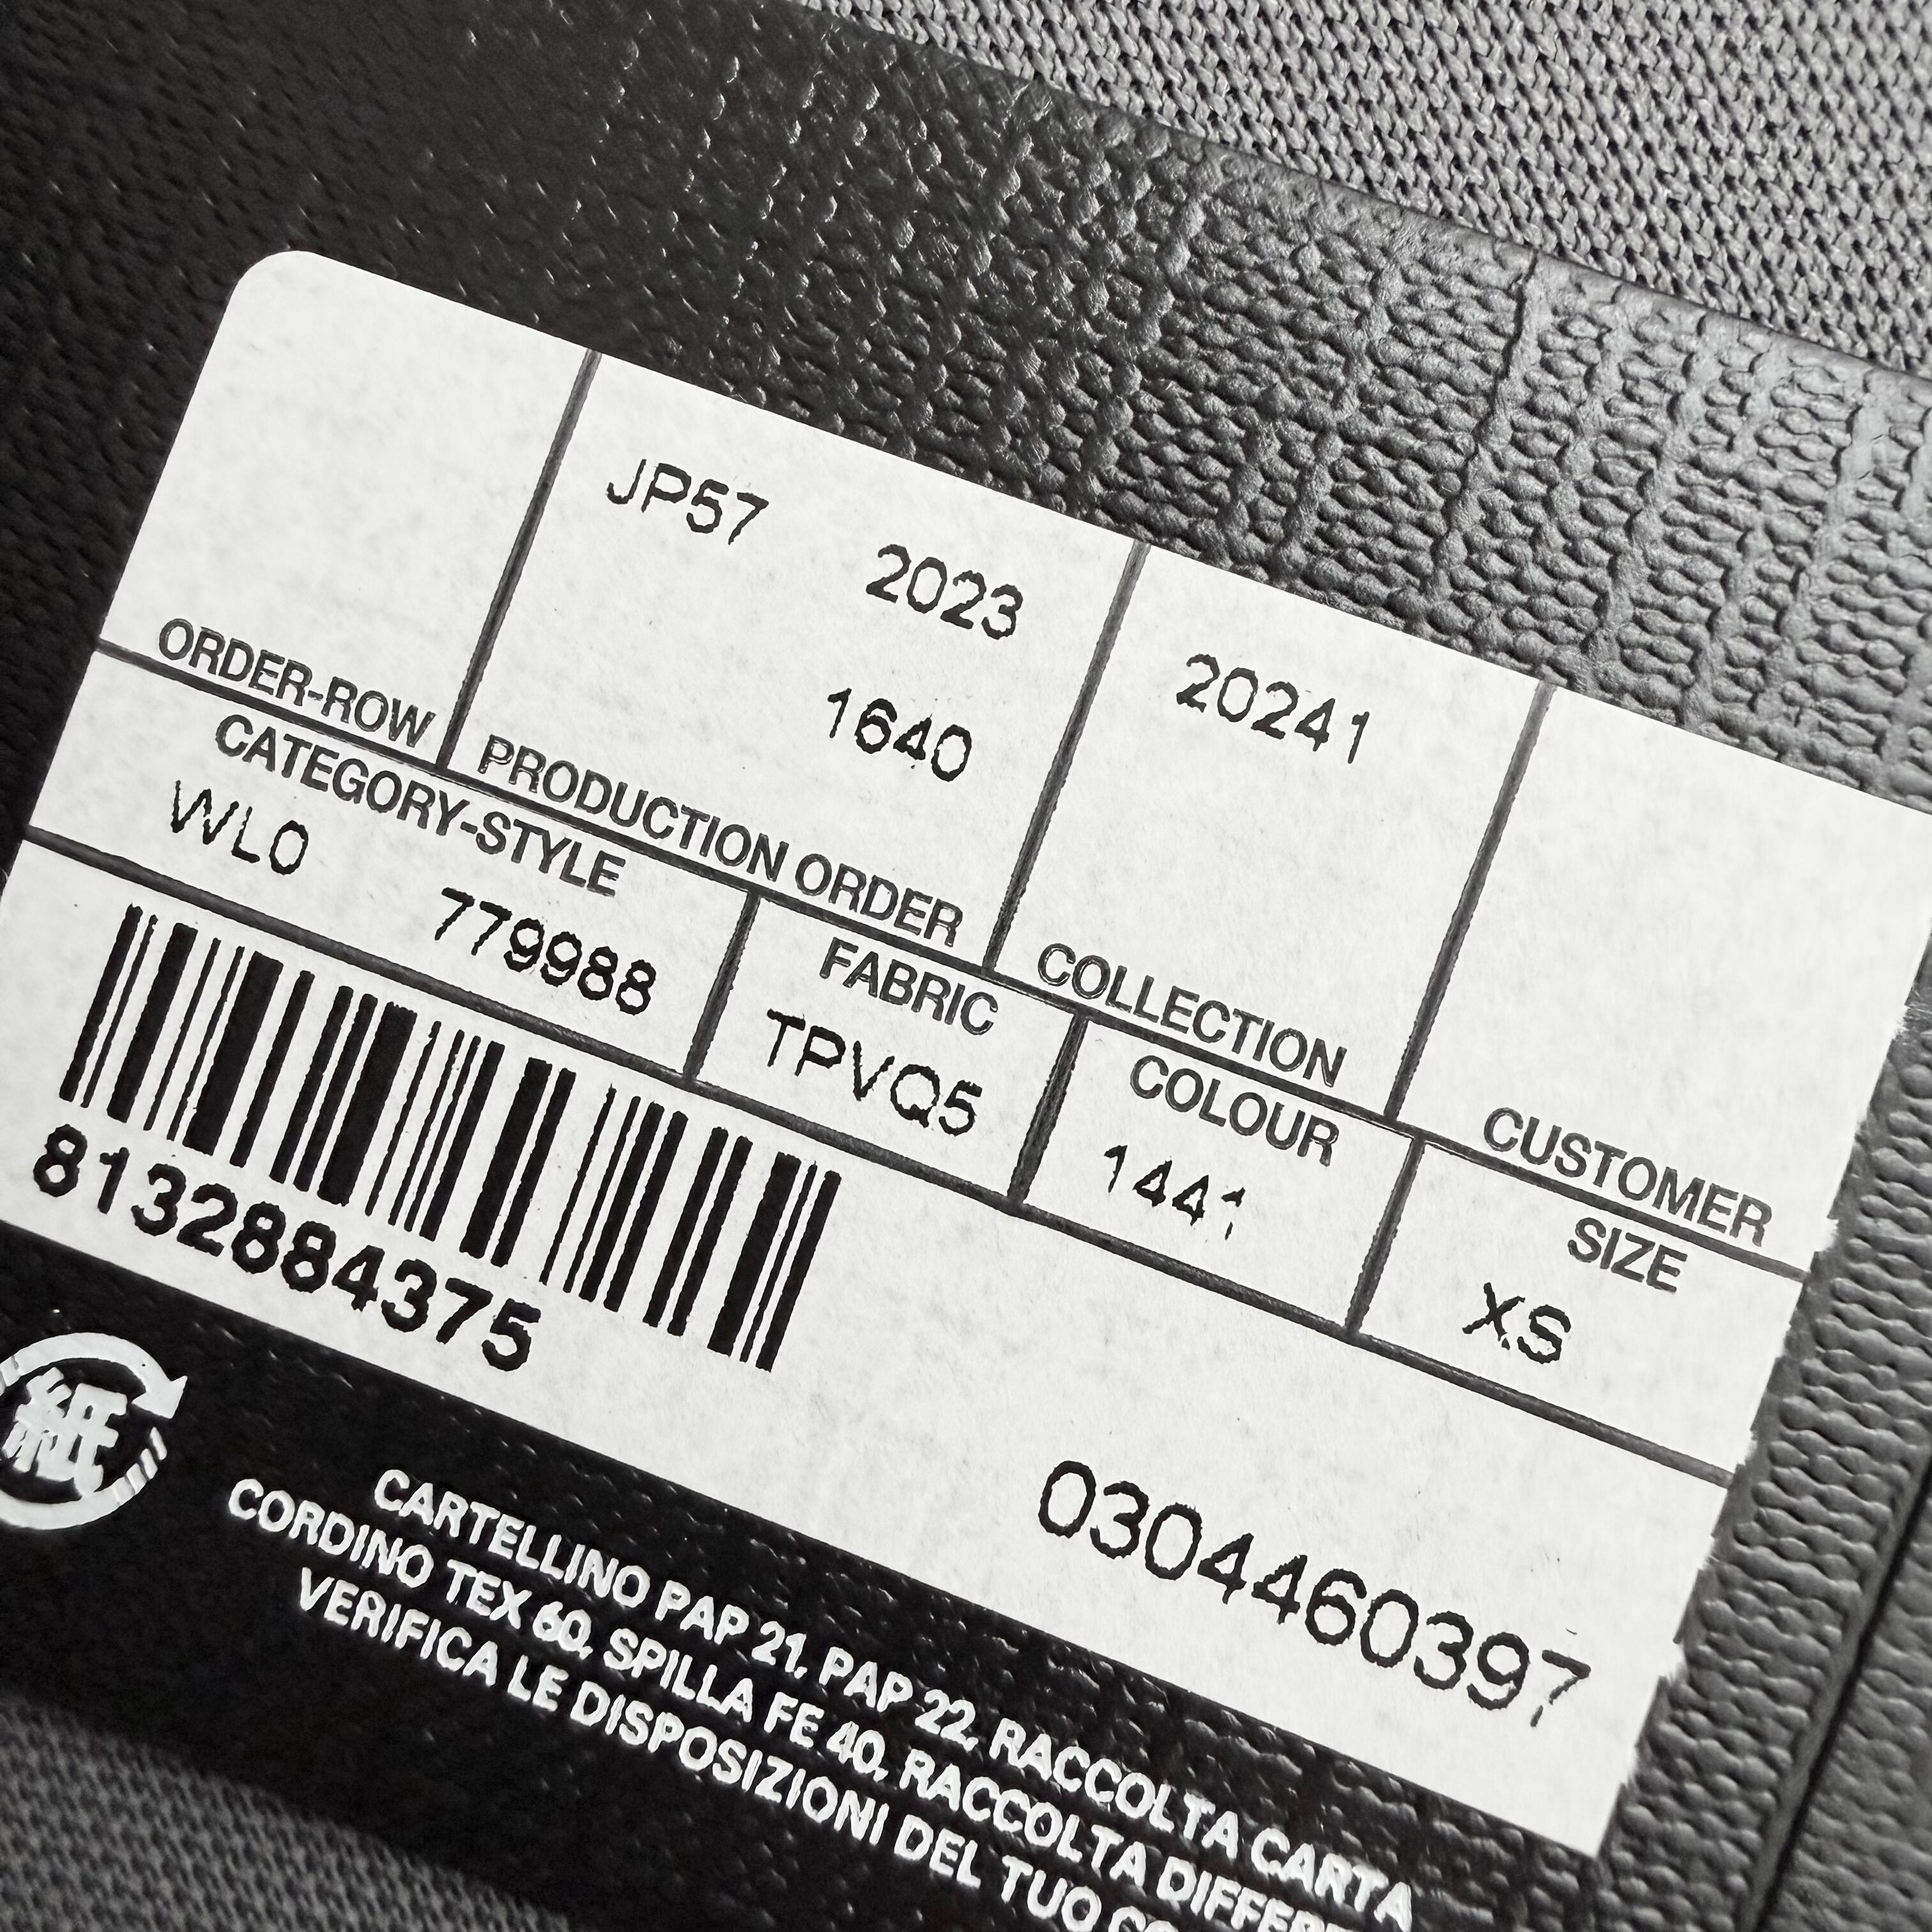 JP57 2023
1640
20241
ORDER-ROW
PRODUCTION ORDER
COLLECTION
CUSTOMER
CATEGORY-STYLE
WL0 779988
FABRIC
TPVQ5
COLOUR
1441
SIZE
XS
8132884375
0304460397
紙
CARTELLINO PAP 21, PAP 22, RACCOLTA CARTA
CORDINO TEX 60, SPILLA FE 40, RACCOLTA
VERIFICA LE DISPOSIZIONI DEL TUO